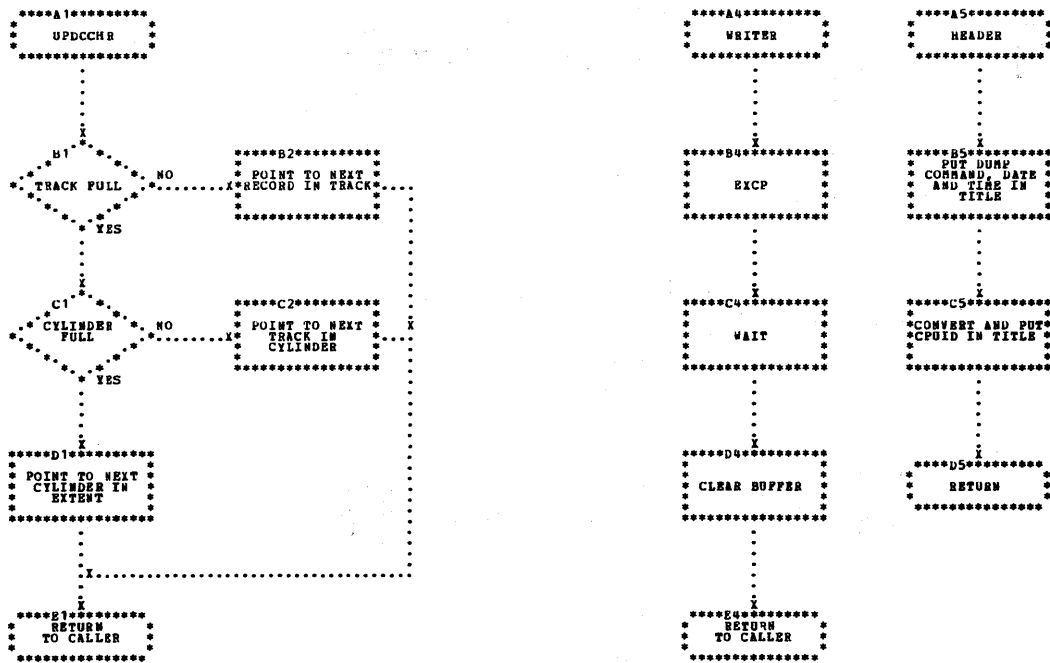 A1
UPDCCHR
A4
WRITER
A5
HEADER
B1
TRACK FULL
NO
YES
B2
POINT TO NEXT
RECORD IN TRACK
B4
EXCP
B5
PUT DUMP
COMMAND, DATE
AND TIME IN
TITLE
C1
CYLINDER
FULL
NO
YES
C2
POINT TO NEXT
TRACK IN
CYLINDER
C4
WAIT
C5
CONVERT AND PUT
CPUID IN TITLE
D1
POINT TO NEXT
CYLINDER IN
EXTENT
D4
CLEAR BUFFER
D5
RETURN
E1
RETURN
TO CALLER
E4
RETURN
TO CALLER